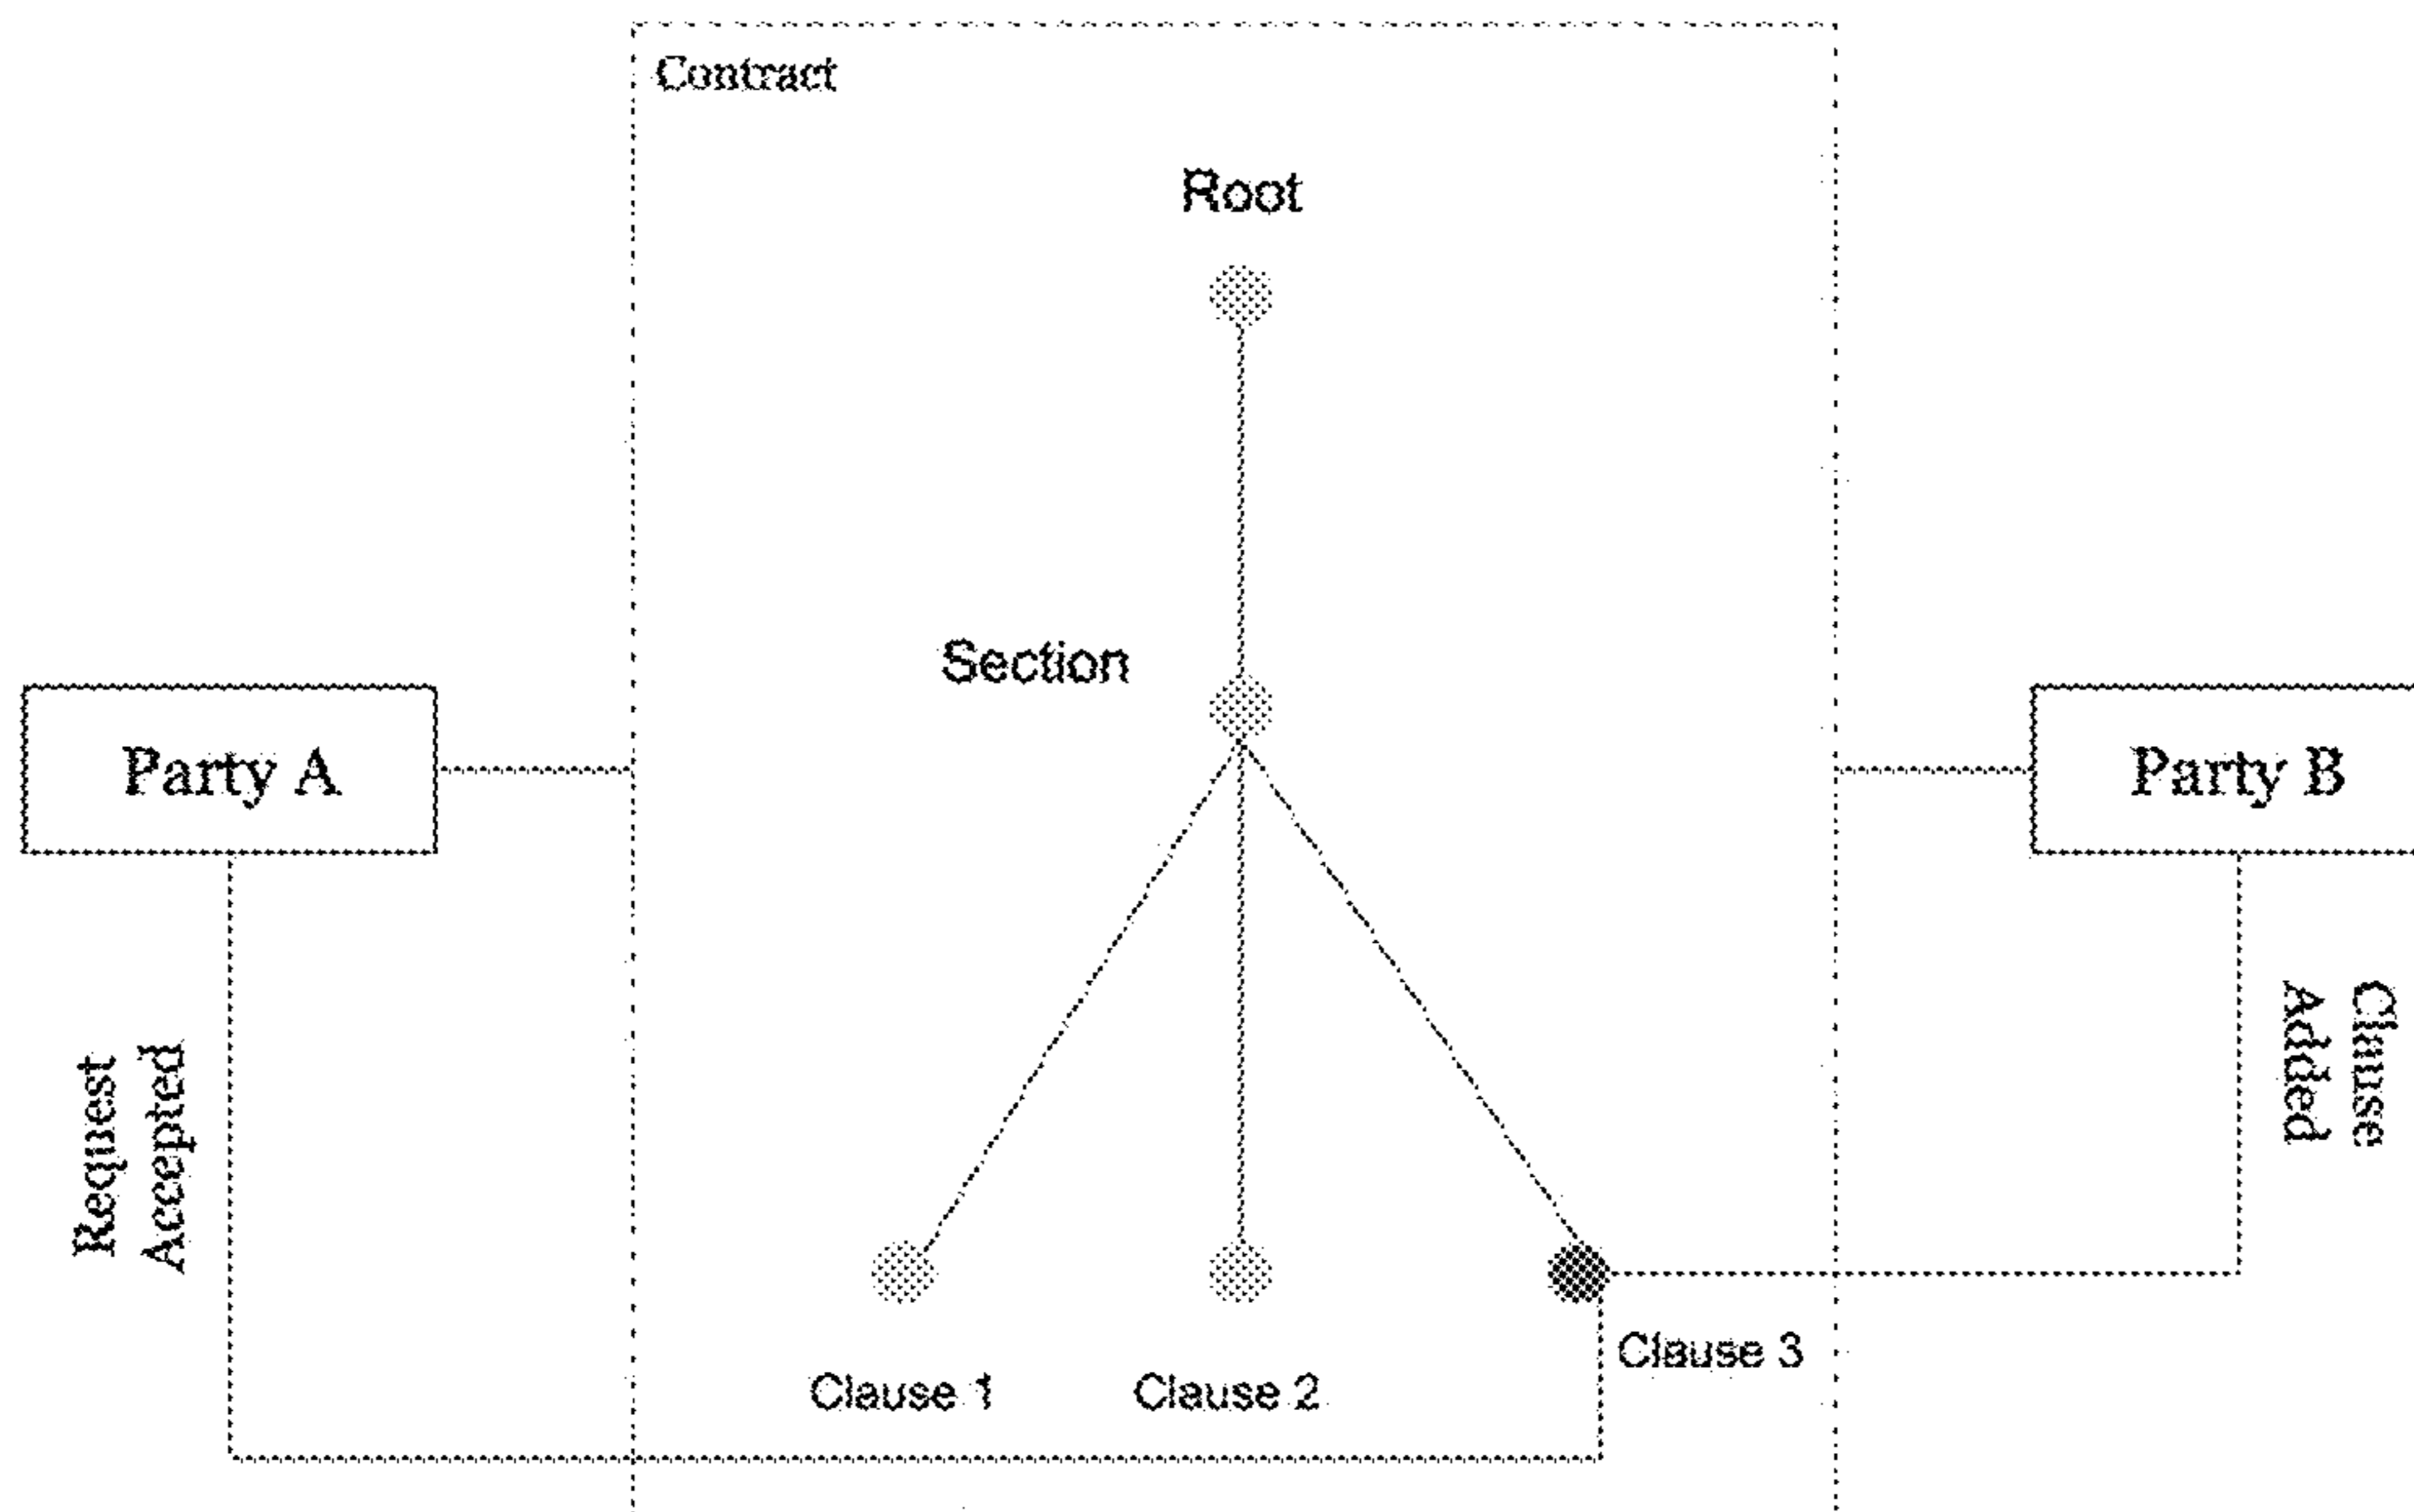 Contract
Root
Section
Party A
Party B
Request
Accepted
Clause
Added
Clause 1
Clause 2
Clause 3